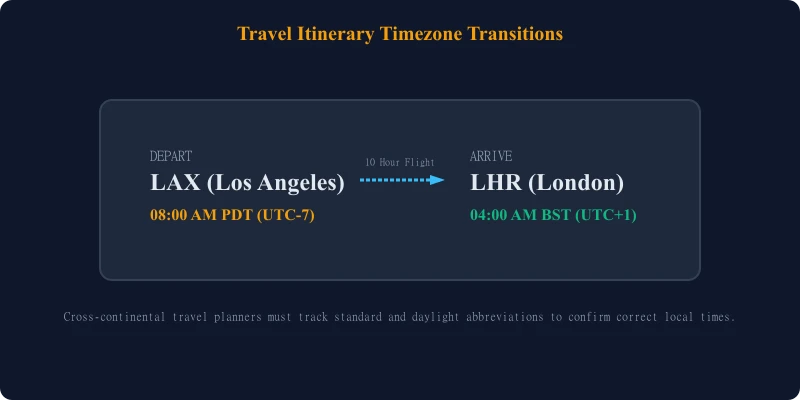 Travel Itinerary Timezone Transitions
DEPART
LAX (Los Angeles)
08:00 AM PDT (UTC-7)
10 Hour Flight
ARRIVE
LHR (London)
04:00 AM BST (UTC+1)
Cross-continental travel planners must track standard and daylight abbreviations to confirm correct local times.